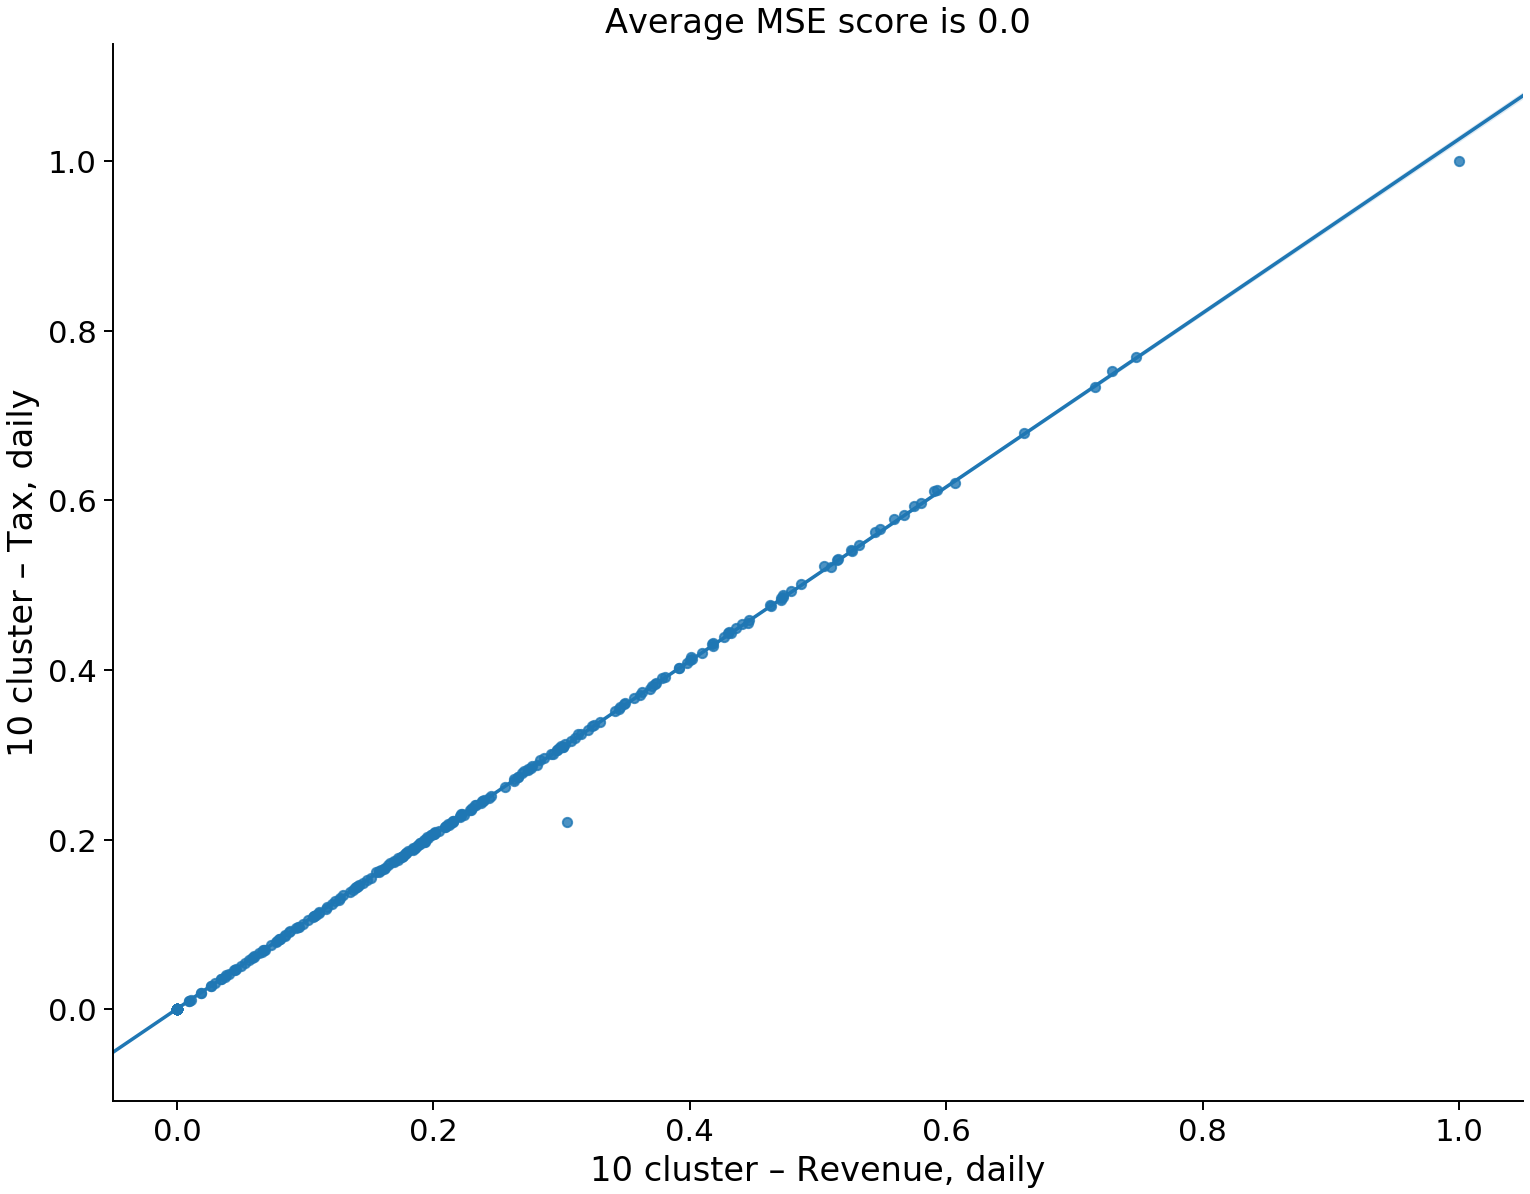 Average MSE score is 0.0
10 cluster – Tax, daily
1.0
0.8
0.6
0.4
0.2
0.0
0.0 0.2 0.4 0.6 0.8 1.0
10 cluster – Revenue, daily